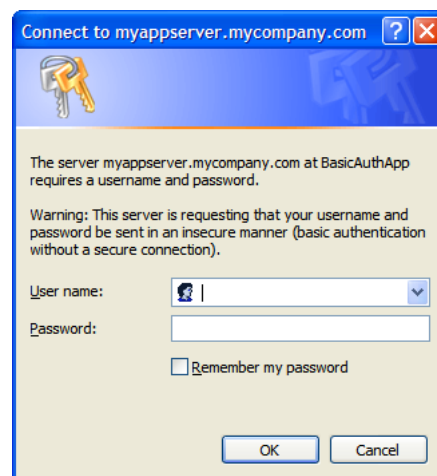 Connect to myappserver.mycompany.com
The server myappserver.mycompany.com at BasicAuthApp
requires a username and password.
Warning: This server is requesting that your username and
password be sent in an insecure manner (basic authentication
without a secure connection).
User name:
Password:
Remember my password
OK Cancel